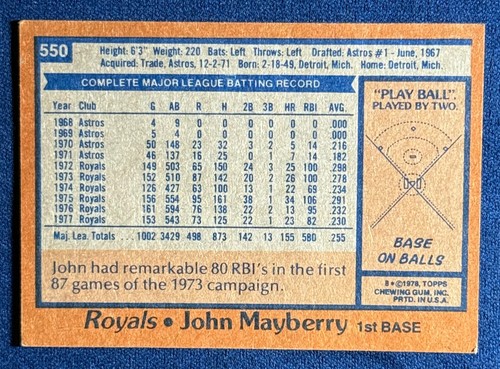 550
Height: 6'3" Weight: 220 Bats: Left Throws: Left Drafted: Astros #1 - June, 1967
Acquired: Trade, Astros, 12-2-71 Born: 2-18-49, Detroit, Mich. Home: Detroit, Mich.
COMPLETE MAJOR LEAGUE BATTING RECORD
Year Club G AB R H 2B 3B HR RBI AVG.
1968 Astros 4 9 0 0 0 0 0 0 .000
1969 Astros 5 4 0 0 0 0 0 0 .000
1970 Astros 50 148 23 32 3 2 5 14 .216
1971 Astros 46 137 16 25 0 1 7 14 .182
1972 Royals 149 503 65 150 24 3 25 100 .298
1973 Royals 152 510 87 142 20 2 26 100 .278
1974 Royals 126 427 63 100 13 1 22 69 .234
1975 Royals 156 554 95 161 38 1 34 106 .291
1976 Royals 161 594 76 138 22 2 13 95 .232
1977 Royals 153 543 73 125 22 1 23 82 .230
Maj. Lea. Totals 1002 3429 498 873 142 13 155 580 .255
John had remarkable 80 RBI's in the first
87 games of the 1973 campaign.
"PLAY BALL".
PLAYED BY TWO.
BASE
ON BALLS
©1978, TOPPS
CHEWING GUM, INC.
PRTD. IN U.S.A.
Royals • John Mayberry 1st BASE